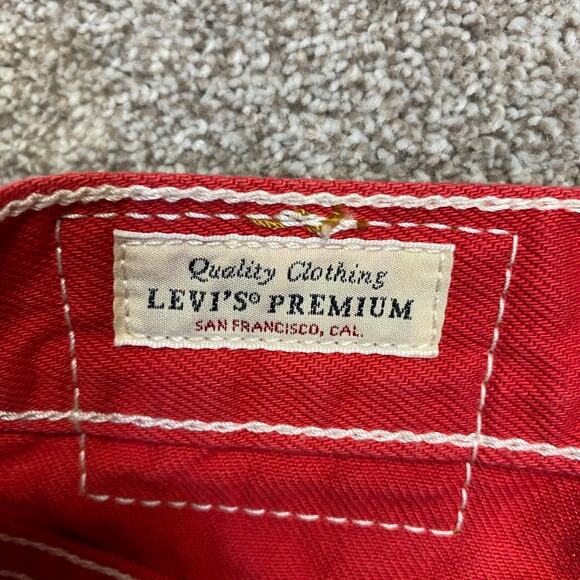 Quality Clothing
LEVI'S® PREMIUM
SAN FRANCISCO, CAL.